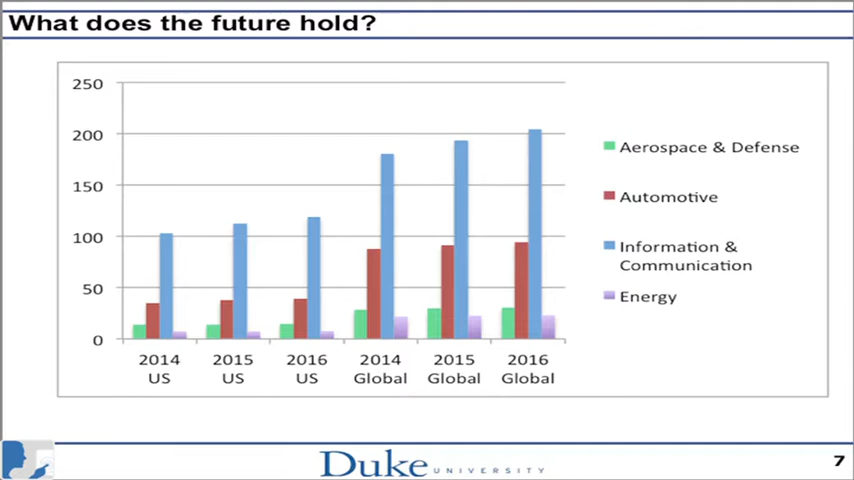 What does the future hold?
250
200
150
100
50
0
2014 US
2015 US
2016 US
2014 Global
2015 Global
2016 Global
Aerospace & Defense
Automotive
Information &
Communication
Energy
Duke UNIVERSITY
7